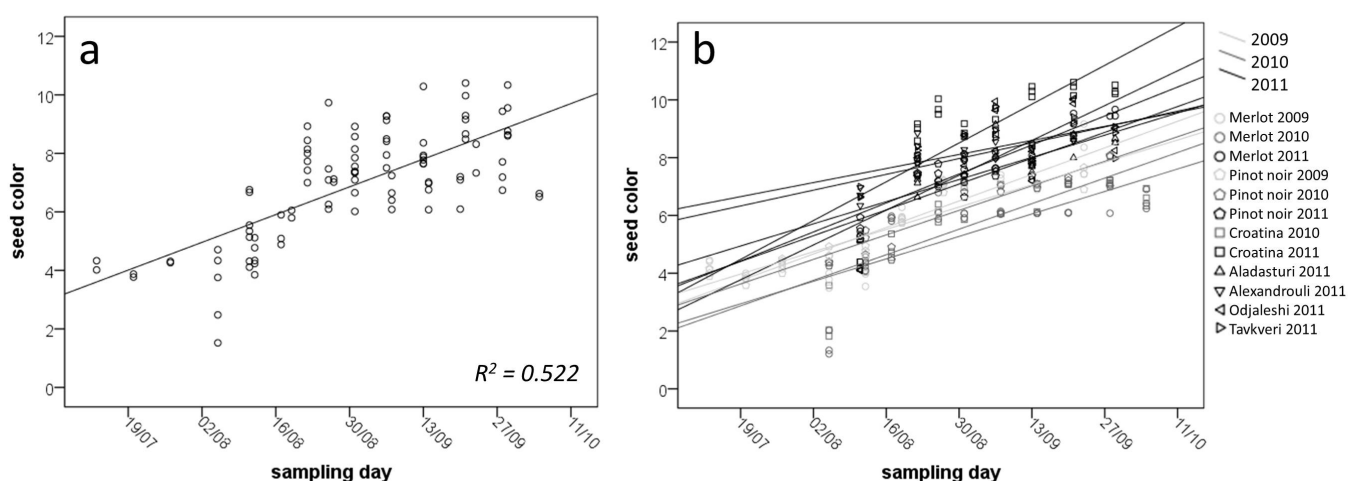 a
12
10
8
6
4
2
0
seed color
R² = 0.522
19/07
02/08
16/08
30/08
13/09
27/09
11/10
sampling day
b
12
10
8
6
4
2
0
seed color
19/07
02/08
16/08
30/08
13/09
27/09
11/10
sampling day
2009
2010
2011
Merlot 2009
Merlot 2010
Merlot 2011
Pinot noir 2009
Pinot noir 2010
Pinot noir 2011
Croatina 2010
Croatina 2011
Aladasturi 2011
Alexandrouli 2011
Odjaleshi 2011
Tavkveri 2011